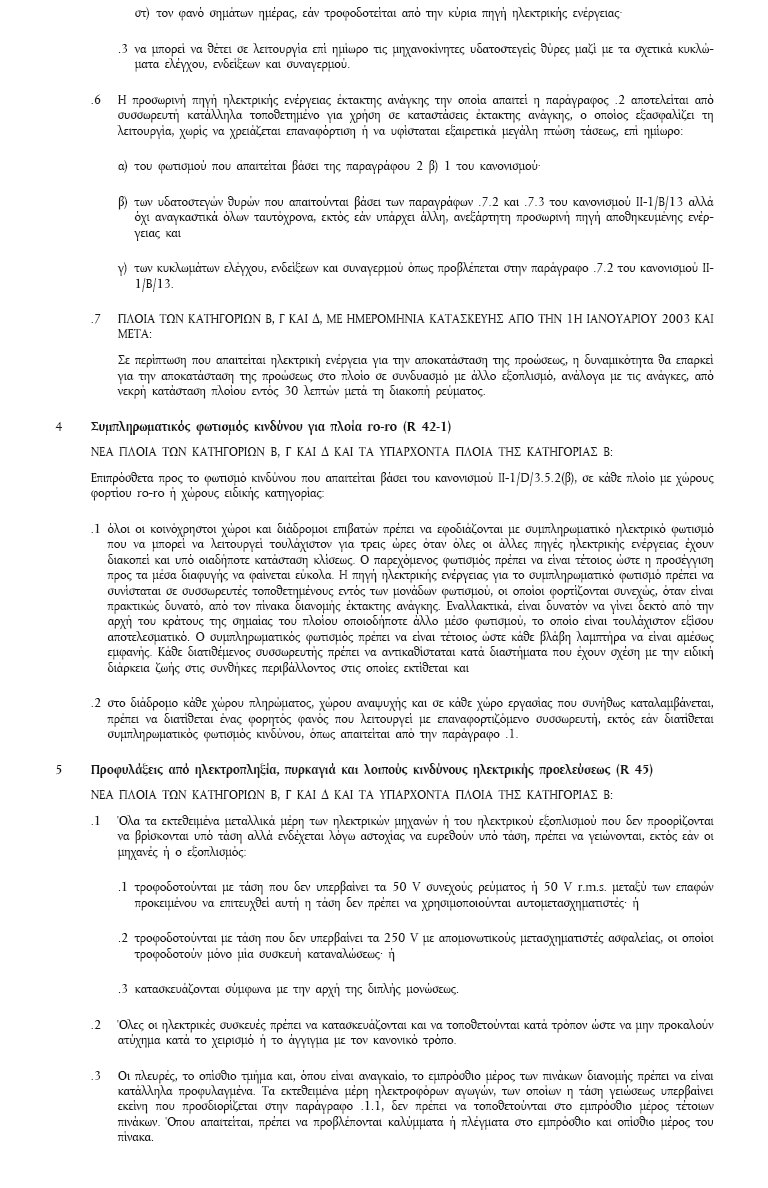 στ) τον φανό σημάτων ημέρας, εάν τροφοδοτείται από την κύρια πηγή ηλεκτρικής ενέργειας·
.3 να μπορεί να θέτει σε λειτουργία επί ημίωρο τις μηχανοκίνητες υδατοστεγείς θύρες μαζί με τα σχετικά κυκλώ-
ματα ελέγχου, ενδείξεων και συναγερμού.
.6 Η προσωρινή πηγή ηλεκτρικής ενέργειας έκτακτης ανάγκης την οποία απαιτεί η παράγραφος .2 αποτελείται από
συσσωρευτή κατάλληλα τοποθετημένο για χρήση σε καταστάσεις έκτακτης ανάγκης, ο οποίος εξασφαλίζει τη
λειτουργία, χωρίς να χρειάζεται επαναφόρτιση ή να υφίσταται εξαιρετικά μεγάλη πτώση τάσεως, επί ημίωρο:
α) του φωτισμού που απαιτείται βάσει της παραγράφου 2 β) 1 του κανονισμού·
β) των υδατοστεγών θυρών που απαιτούνται βάσει των παραγράφων .7.2 και .7.3 του κανονισμού II-1/B/13 αλλά
όχι αναγκαστικά όλων ταυτόχρονα, εκτός εάν υπάρχει άλλη, ανεξάρτητη προσωρινή πηγή αποθηκευμένης ενέρ-
γειας και
γ) των κυκλωμάτων ελέγχου, ενδείξεων και συναγερμού όπως προβλέπεται στην παράγραφο .7.2 του κανονισμού II-
1/B/13.
.7 ΠΛΟΙΑ ΤΩΝ ΚΑΤΗΓΟΡΙΩΝ Β, Γ ΚΑΙ Δ, ΜΕ ΗΜΕΡΟΜΗΝΙΑ ΚΑΤΑΣΚΕΥΗΣ ΑΠΟ ΤΗΝ 1Η ΙΑΝΟΥΑΡΙΟΥ 2003 ΚΑΙ
ΜΕΤΑ:
Σε περίπτωση που απαιτείται ηλεκτρική ενέργεια για την αποκατάσταση της προώσεως, η δυναμικότητα θα επαρκεί
για την αποκατάσταση της προώσεως στο πλοίο σε συνδυασμό με άλλο εξοπλισμό, ανάλογα με τις ανάγκες, από
νεκρή κατάσταση πλοίου εντός 30 λεπτών μετά τη διακοπή ρεύματος.
4 Συμπληρωματικός φωτισμός κινδύνου για πλοία ro-ro (R 42-1)
ΝΕΑ ΠΛΟΙΑ ΤΩΝ ΚΑΤΗΓΟΡΙΩΝ Β, Γ ΚΑΙ Δ ΚΑΙ ΤΑ ΥΠΑΡΧΟΝΤΑ ΠΛΟΙΑ ΤΗΣ ΚΑΤΗΓΟΡΙΑΣ Β:
Επιπρόσθετα προς το φωτισμό κινδύνου που απαιτείται βάσει του κανονισμού II-1/D/3.5.2(β), σε κάθε πλοίο με χώρους
φορτίου ro-ro ή χώρους ειδικής κατηγορίας:
.1 όλοι οι κοινόχρηστοι χώροι και διάδρομοι επιβατών πρέπει να εφοδιάζονται με συμπληρωματικό ηλεκτρικό φωτισμό
που να μπορεί να λειτουργεί τουλάχιστον για τρεις ώρες όταν όλες οι άλλες πηγές ηλεκτρικής ενέργειας έχουν
διακοπεί και υπό οιαδήποτε κατάσταση κλίσεως. Ο παρεχόμενος φωτισμός πρέπει να είναι τέτοιος ώστε η προσέγγιση
προς τα μέσα διαφυγής να φαίνεται εύκολα. Η πηγή ηλεκτρικής ενέργειας για το συμπληρωματικό φωτισμό πρέπει να
συνίσταται σε συσσωρευτές τοποθετημένους εντός των μονάδων φωτισμού, οι οποίοι φορτίζονται συνεχώς, όταν είναι
πρακτικώς δυνατό, από τον πίνακα διανομής έκτακτης ανάγκης. Εναλλακτικά, είναι δυνατόν να γίνει δεκτό από την
αρχή του κράτους της σημαίας του πλοίου οποιοδήποτε άλλο μέσο φωτισμού, το οποίο είναι τουλάχιστον εξίσου
αποτελεσματικό. Ο συμπληρωματικός φωτισμός πρέπει να είναι τέτοιος ώστε κάθε βλάβη λαμπτήρα να είναι αμέσως
εμφανής. Κάθε διατιθέμενος συσσωρευτής πρέπει να αντικαθίσταται κατά διαστήματα που έχουν σχέση με την ειδική
διάρκεια ζωής στις συνθήκες περιβάλλοντος στις οποίες εκτίθεται και
.2 στο διάδρομο κάθε χώρου πληρώματος, χώρου αναψυχής και σε κάθε χώρο εργασίας που συνήθως καταλαμβάνεται,
πρέπει να διατίθεται ένας φορητός φανός που λειτουργεί με επαναφορτιζόμενο συσσωρευτή, εκτός εάν διατίθεται
συμπληρωματικός φωτισμός κινδύνου, όπως απαιτείται από την παράγραφο .1.
5 Προφυλάξεις από ηλεκτροπληξία, πυρκαγιά και λοιπούς κινδύνους ηλεκτρικής προελεύσεως (R 45)
ΝΕΑ ΠΛΟΙΑ ΤΩΝ ΚΑΤΗΓΟΡΙΩΝ Β, Γ ΚΑΙ Δ ΚΑΙ ΤΑ ΥΠΑΡΧΟΝΤΑ ΠΛΟΙΑ ΤΗΣ ΚΑΤΗΓΟΡΙΑΣ Β:
.1 Όλα τα εκτεθειμένα μεταλλικά μέρη των ηλεκτρικών μηχανών ή του ηλεκτρικού εξοπλισμού που δεν προορίζονται
να βρίσκονται υπό τάση αλλά ενδέχεται λόγω αστοχίας να ευρεθούν υπό τάση, πρέπει να γειώνονται, εκτός εάν οι
μηχανές ή ο εξοπλισμός:
.1 τροφοδοτούνται με τάση που δεν υπερβαίνει τα 50 V συνεχούς ρεύματος ή 50 V r.m.s. μεταξύ των επαφών
προκειμένου να επιτευχθεί αυτή η τάση δεν πρέπει να χρησιμοποιούνται αυτομετασχηματιστές· ή
.2 τροφοδοτούνται με τάση που δεν υπερβαίνει τα 250 V με απομονωτικούς μετασχηματιστές ασφαλείας, οι οποίοι
τροφοδοτούν μόνο μία συσκευή καταναλώσεως· ή
.3 κατασκευάζονται σύμφωνα με την αρχή της διπλής μονώσεως.
.2 Όλες οι ηλεκτρικές συσκευές πρέπει να κατασκευάζονται και να τοποθετούνται κατά τρόπον ώστε να μην προκαλούν
ατύχημα κατά το χειρισμό ή το άγγιγμα με τον κανονικό τρόπο.
.3 Οι πλευρές, το οπίσθιο τμήμα και, όπου είναι αναγκαίο, το εμπρόσθιο μέρος των πινάκων διανομής πρέπει να είναι
κατάλληλα προφυλαγμένα. Τα εκτεθειμένα μέρη ηλεκτροφόρων αγωγών, των οποίων η τάση γειώσεως υπερβαίνει
εκείνη που προσδιορίζεται στην παράγραφο .1.1, δεν πρέπει να τοποθετούνται στο εμπρόσθιο μέρος τέτοιων
πινάκων. Όπου απαιτείται, πρέπει να προβλέπονται καλύμματα ή πλέγματα στο εμπρόσθιο και οπίσθιο μέρος του
πίνακα.